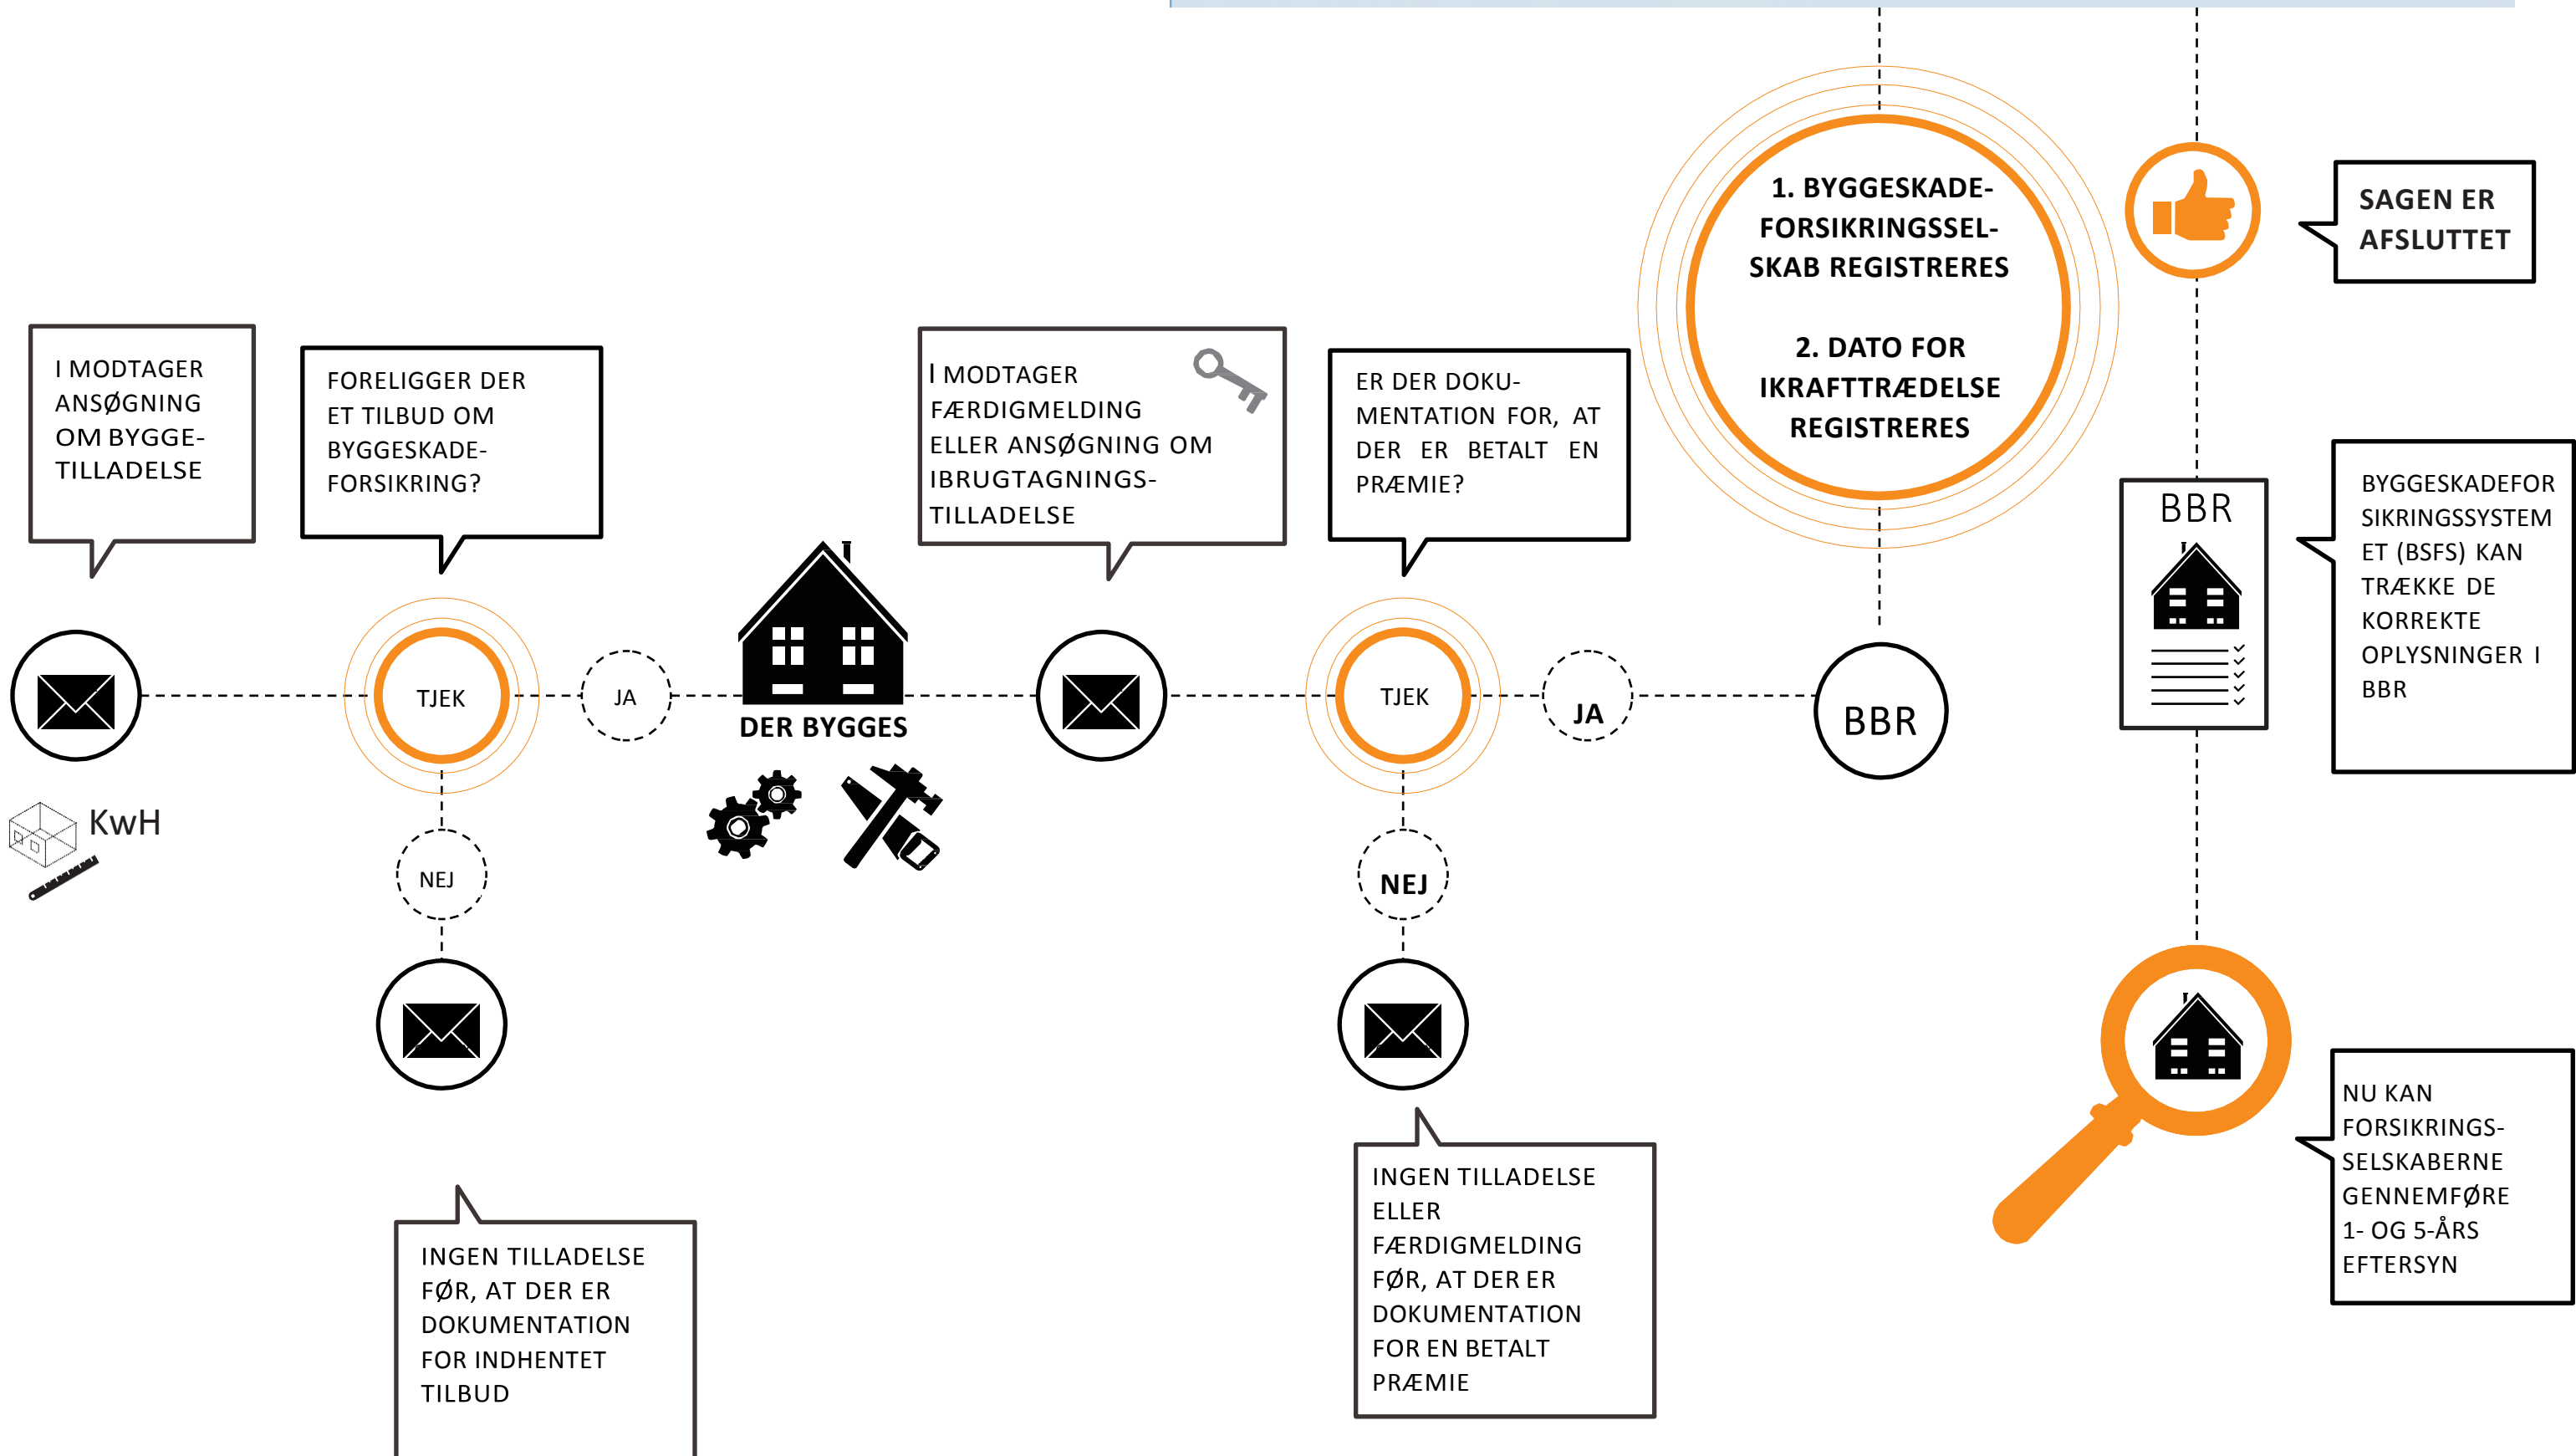 I MODTAGER
ANSØGNING
OM BYGGE-
TILLADELSE
KwH
FORELIGGER DER
ET TILBUD OM
BYGGESKADE-
FORSIKRING?
TJEK
JA
NEJ
INGEN TILLADELSE
FØR, AT DER ER
DOKUMENTATION
FOR INDHENTET
TILBUD
DER BYGGES
I MODTAGER
FÆRDIGMELDING
ELLER ANSØGNING OM
IBRUGTAGNINGS-
TILLADELSE
ER DER DOKU-
MENTATION FOR, AT
DER ER BETALT EN
PRÆMIE?
TJEK
JA
NEJ
INGEN TILLADELSE
ELLER
FÆRDIGMELDING
FØR, AT DER ER
DOKUMENTATION
FOR EN BETALT
PRÆMIE
BBR
1. BYGGESKADE-
FORSIKRINGSSEL-
SKAB REGISTRERES
2. DATO FOR
IKRAFTTRÆDELSE
REGISTRERES
SAGEN ER
AFSLUTTET
BBR
BYGGESKADEFOR
SIKRINGSSYSTEM
ET (BSFS) KAN
TRÆKKE DE
KORREKTE
OPLYSNINGER I
BBR
NU KAN
FORSIKRINGS-
SELSKABERNE
GENNEMFØRE
1- OG 5-ÅRS
EFTERSYN